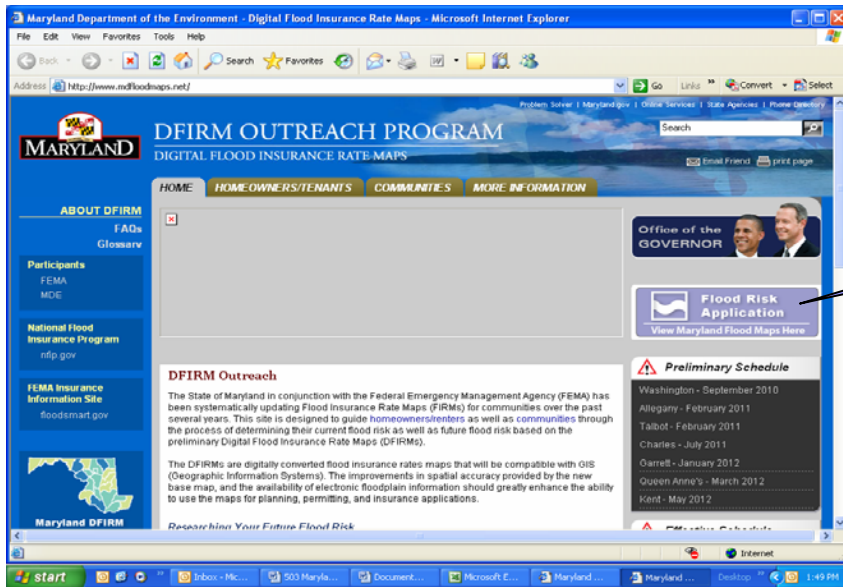 Maryland Department of the Environment - Digital Flood Insurance Rate Maps - Microsoft Internet Explorer
File Edit View Favorites Tools Help
Back Search Favorites
Address http://www.mdfloodmaps.net/ Go Links » Convert Select
Problem Solver | Maryland.gov | Online Services | State Agencies | Phone Directory
MARYLAND
DFIRM OUTREACH PROGRAM
DIGITAL FLOOD INSURANCE RATE MAPS
Search
Email Friend print page
HOME HOMEOWNERS/TENANTS COMMUNITIES MORE INFORMATION
ABOUT DFIRM
FAQs
Glossary
Participants
FEMA
MDE
National Flood
Insurance Program
nfip.gov
FEMA Insurance
Information Site
floodsmart.gov
Maryland DFIRM
DFIRM Outreach
The State of Maryland in conjunction with the Federal Emergency Management Agency (FEMA) has
been systematically updating Flood Insurance Rate Maps (FIRMs) for communities over the past
several years. This site is designed to guide homeowners/renters as well as communities through
the process of determining their current flood risk as well as future flood risk based on the
preliminary Digital Flood Insurance Rate Maps (DFIRMs).
The DFIRMs are digitally converted flood insurance rates maps that will be compatible with GIS
(Geographic Information Systems). The improvements in spatial accuracy provided by the new
base map, and the availability of electronic floodplain information should greatly enhance the ability
to use the maps for planning, permitting, and insurance applications.
Researching Your Future Flood Risk
Office of the
GOVERNOR
Flood Risk
Application
View Maryland Flood Maps Here
Preliminary Schedule
Washington - September 2010
Allegany - February 2011
Talbot - February 2011
Charles - July 2011
Garrett - January 2012
Queen Anne's - March 2012
Kent - May 2012
Effective Schedule
Internet
start » Inbox - Mic... 503 Maryla... Document... Microsoft E... Maryland ... Maryland ... Desktop » 1:49 PM